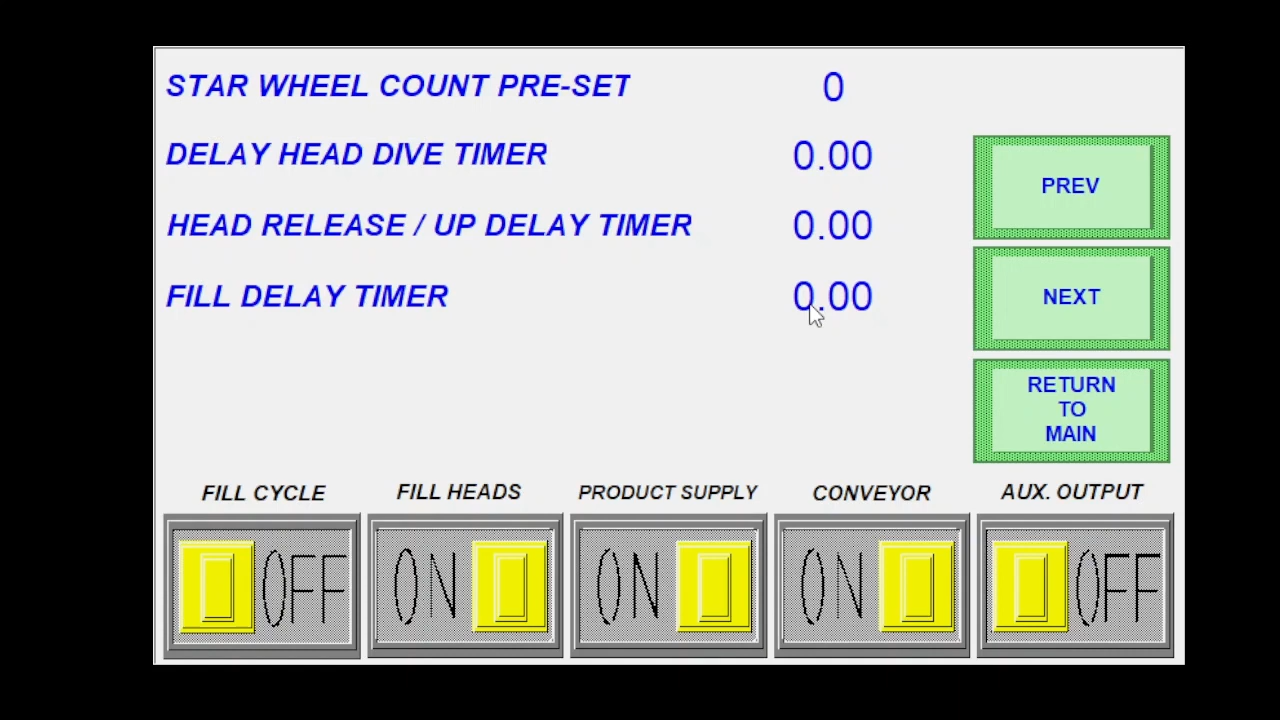 STAR WHEEL COUNT PRE-SET 0
DELAY HEAD DIVE TIMER 0.00
HEAD RELEASE / UP DELAY TIMER 0.00
FILL DELAY TIMER 0.00
PREV
NEXT
RETURN
TO
MAIN
FILL CYCLE FILL HEADS PRODUCT SUPPLY CONVEYOR AUX. OUTPUT
OFF ON ON ON OFF